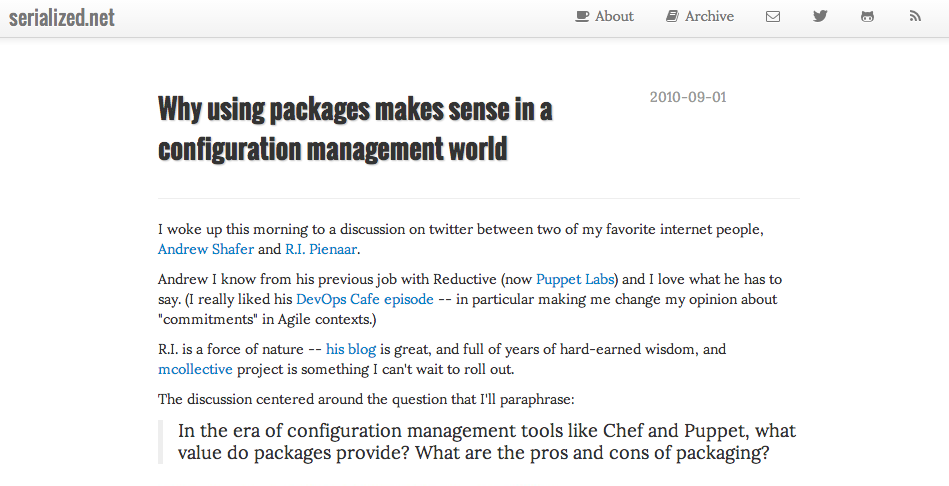 serialized.net
About
Archive
Why using packages makes sense in a
configuration management world
2010-09-01
I woke up this morning to a discussion on twitter between two of my favorite internet people,
Andrew Shafer and R.I. Pienaar.
Andrew I know from his previous job with Reductive (now Puppet Labs) and I love what he has to
say. (I really liked his DevOps Cafe episode -- in particular making me change my opinion about
"commitments" in Agile contexts.)
R.I. is a force of nature -- his blog is great, and full of years of hard-earned wisdom, and
mcollective project is something I can't wait to roll out.
The discussion centered around the question that I'll paraphrase:
In the era of configuration management tools like Chef and Puppet, what
value do packages provide? What are the pros and cons of packaging?